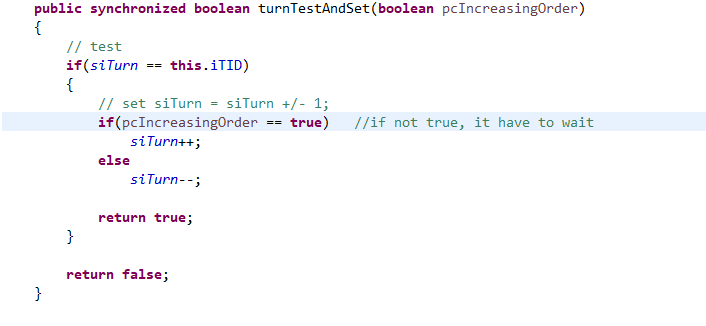 public synchronized boolean turnTestAndSet(boolean pcIncreasingOrder)
{
// test
if(siTurn == this.iTID)
{
// set siTurn = siTurn +/- 1;
if(pcIncreasingOrder == true)   //if not true, it have to wait
siTurn++;
else
siTurn--;
return true;
}
return false;
}